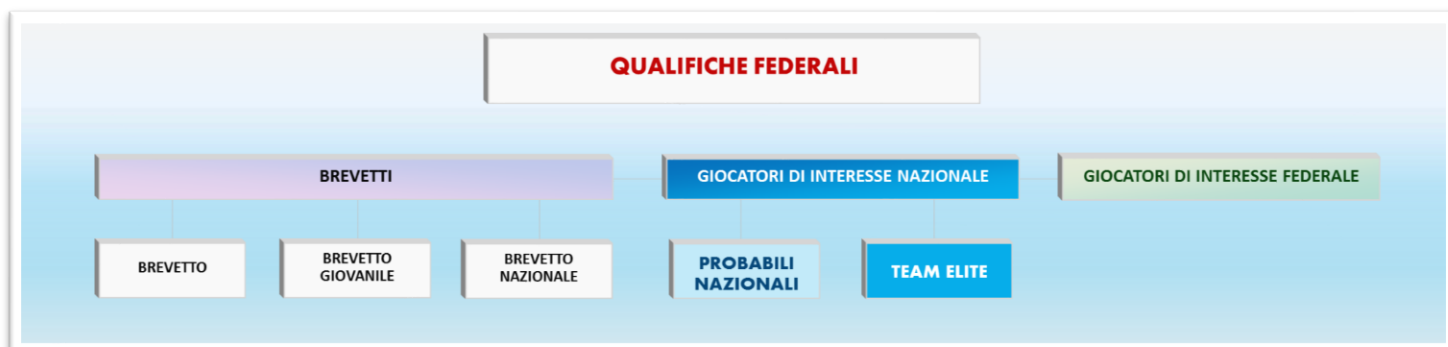 QUALIFICHE FEDERALI
BREVETTI
GIOCATORI DI INTERESSE NAZIONALE
GIOCATORI DI INTERESSE FEDERALE
BREVETTO
BREVETTO
GIOVANILE
BREVETTO
NAZIONALE
PROBABILI
NAZIONALI
TEAM ELITE